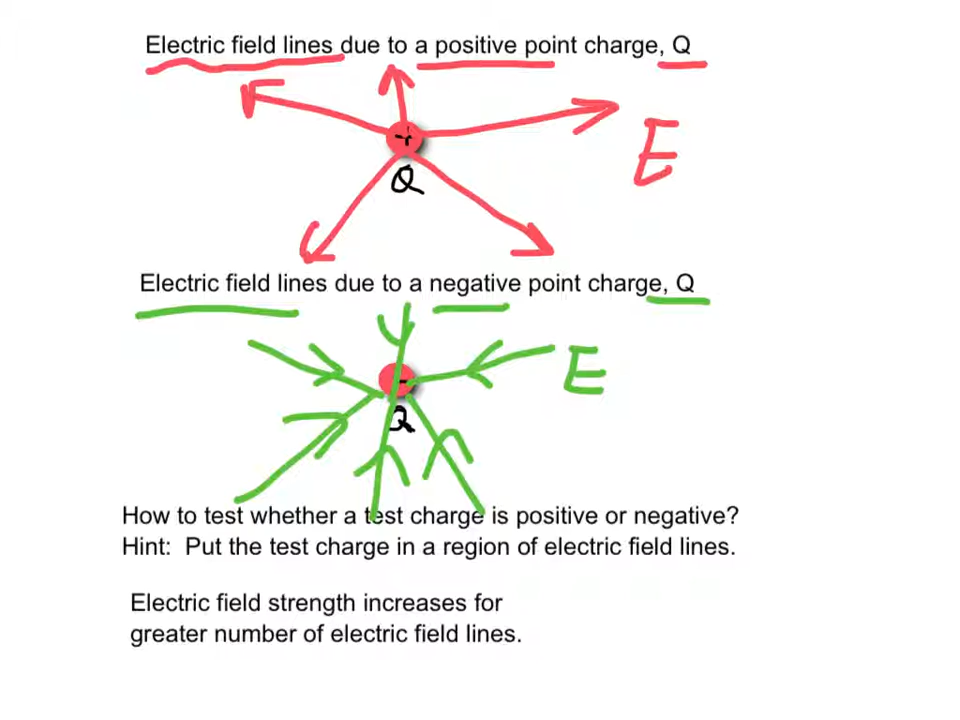 Electric field lines due to a positive point charge, Q
+
E
Q
Electric field lines due to a negative point charge, Q
E
-
Q
How to test whether a test charge is positive or negative?
Hint: Put the test charge in a region of electric field lines.
Electric field strength increases for
greater number of electric field lines.